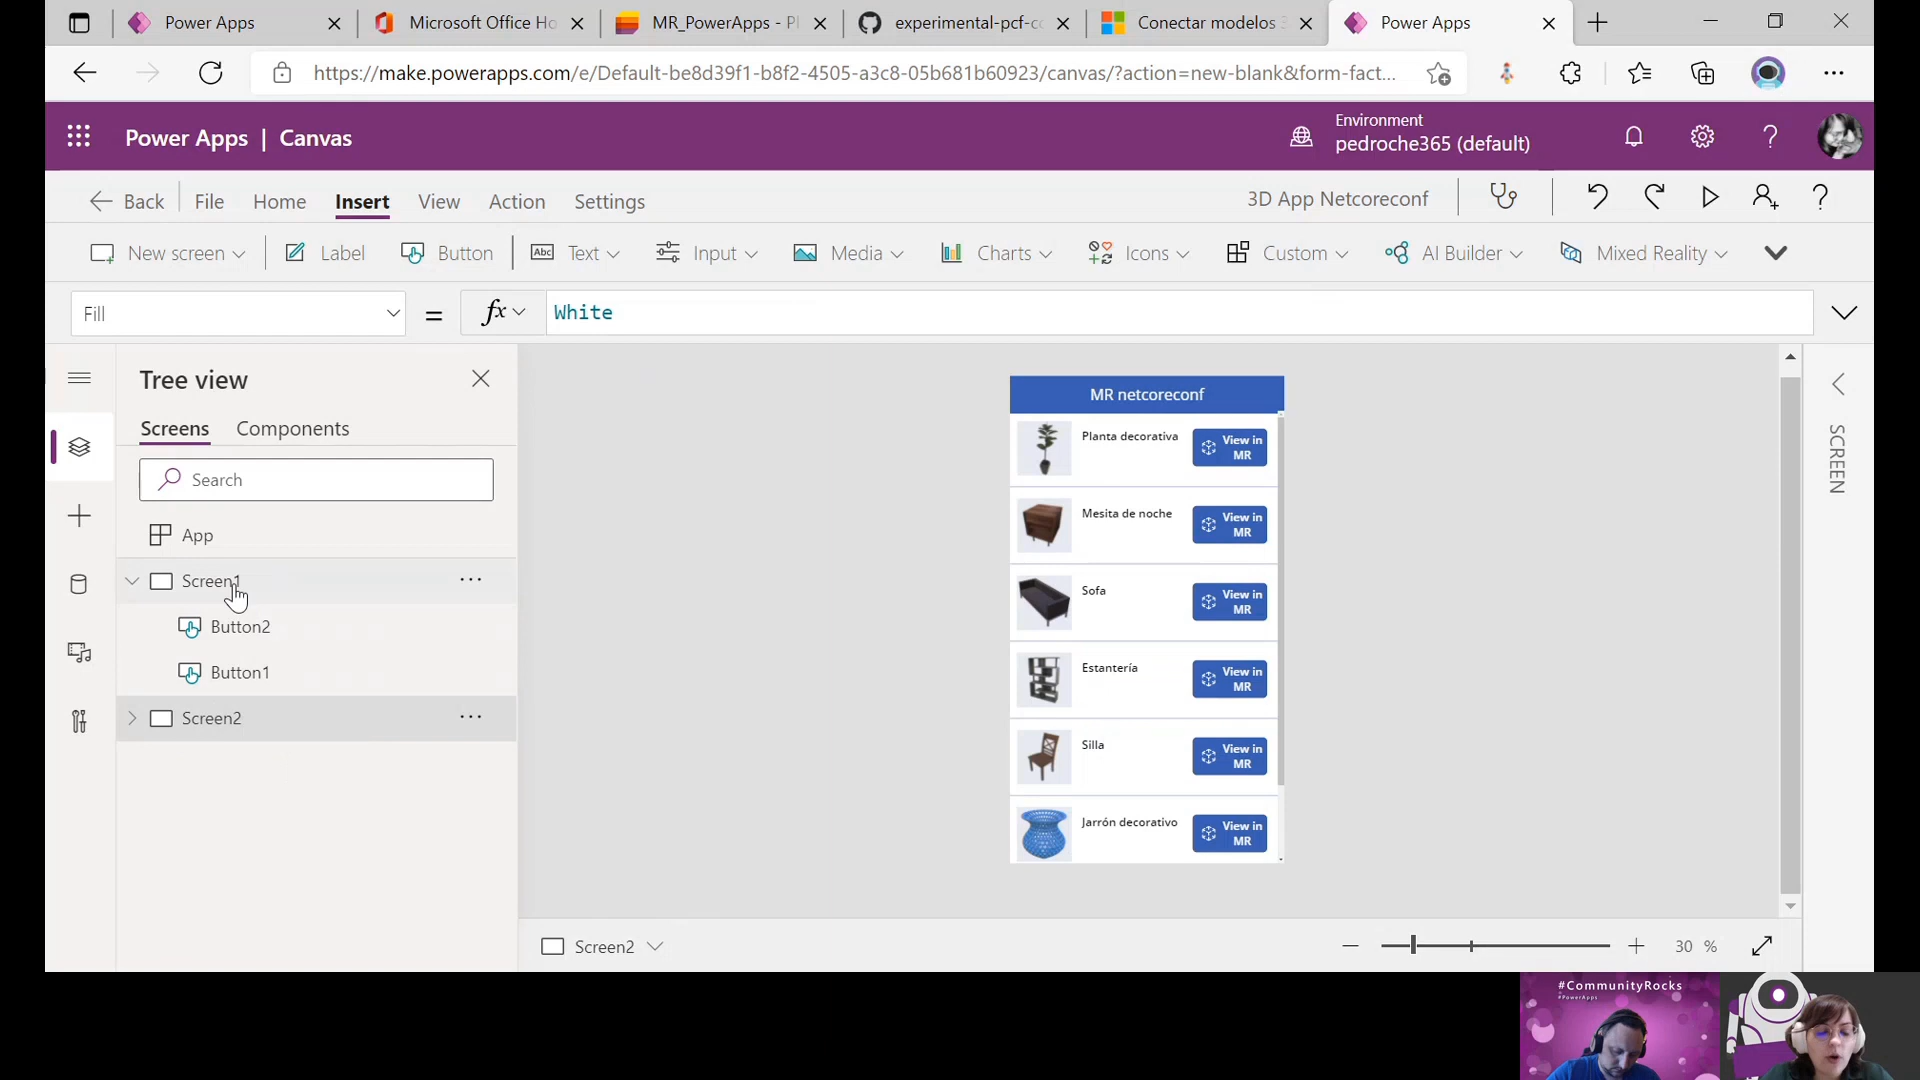 Power Apps
Microsoft Office Ho
MR_PowerApps - Pl
experimental-pcf-co
Conectar modelos 3
Power Apps
https://make.powerapps.com/e/Default-be8d39f1-b8f2-4505-a3c8-05b681b60923/canvas/?action=new-blank&form-fact...
Power Apps | Canvas
Environment
pedroche365 (default)
Back
File
Home
Insert
View
Action
Settings
3D App Netcoreconf
New screen
Label
Button
Abc
Text
Input
Media
Charts
Icons
Custom
AI Builder
Mixed Reality
Fill
=
fx
White
Tree view
Screens
Components
Search
App
Screen1
Button2
Button1
Screen2
MR netcoreconf
Planta decorativa
View in
MR
Mesita de noche
View in
MR
Sofa
View in
MR
Estantería
View in
MR
Silla
View in
MR
Jarrón decorativo
View in
MR
SCREEN
Screen2
30 %
#CommunityRocks
#PowerApps